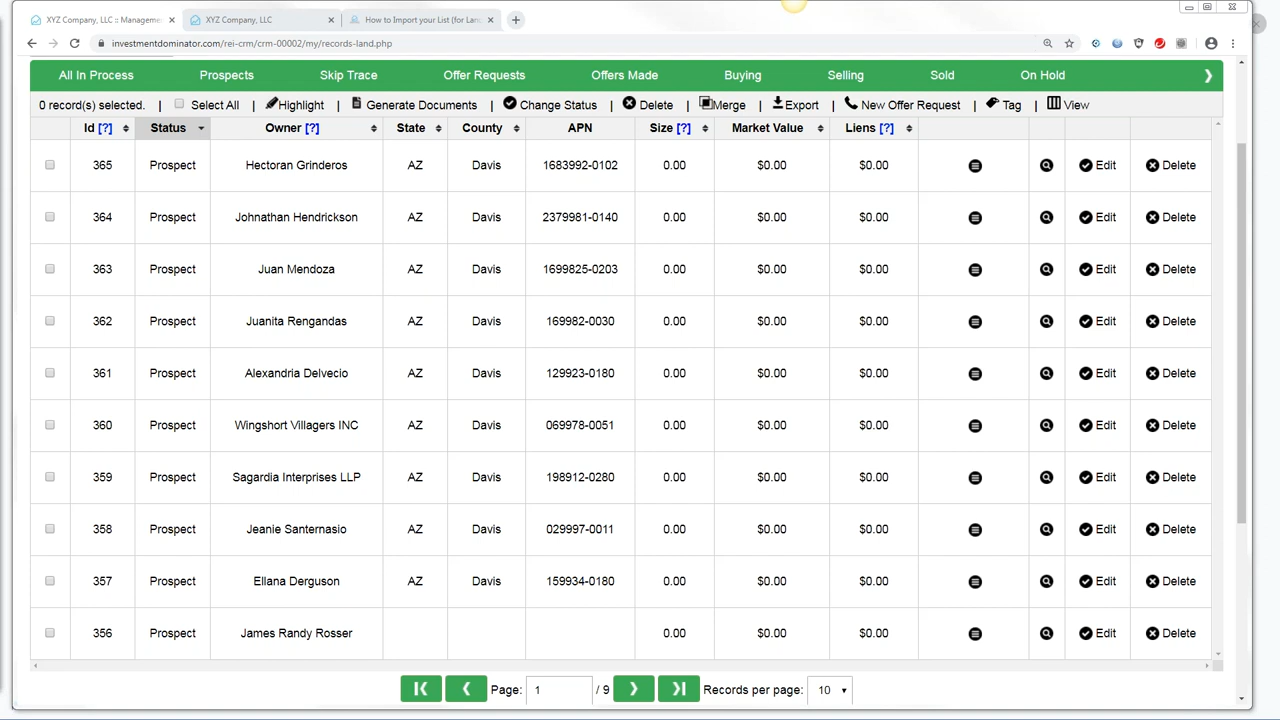 XYZ Company, LLC :: Manageme
XYZ Company, LLC
How to Import your List (for Lan
investmentdominator.com/rei-crm/crm-00002/my/records-land.php
All In Process Prospects Skip Trace Offer Requests Offers Made Buying Selling Sold On Hold
0 record(s) selected. | Select All | Highlight | Generate Documents | Change Status | Delete | Merge | Export | New Offer Request | Tag | View
Id [?] Status Owner [?] State County APN Size [?] Market Value Liens [?]
365 Prospect Hectoran Grinderos AZ Davis 1683992-0102 0.00 $0.00 $0.00 Edit Delete
364 Prospect Johnathan Hendrickson AZ Davis 2379981-0140 0.00 $0.00 $0.00 Edit Delete
363 Prospect Juan Mendoza AZ Davis 1699825-0203 0.00 $0.00 $0.00 Edit Delete
362 Prospect Juanita Rengandas AZ Davis 169982-0030 0.00 $0.00 $0.00 Edit Delete
361 Prospect Alexandria Delvecio AZ Davis 129923-0180 0.00 $0.00 $0.00 Edit Delete
360 Prospect Wingshort Villagers INC AZ Davis 069978-0051 0.00 $0.00 $0.00 Edit Delete
359 Prospect Sagardia Interprises LLP AZ Davis 198912-0280 0.00 $0.00 $0.00 Edit Delete
358 Prospect Jeanie Santernasio AZ Davis 029997-0011 0.00 $0.00 $0.00 Edit Delete
357 Prospect Ellana Derguson AZ Davis 159934-0180 0.00 $0.00 $0.00 Edit Delete
356 Prospect James Randy Rosser 0.00 $0.00 $0.00 Edit Delete
Page: 1 / 9 Records per page: 10